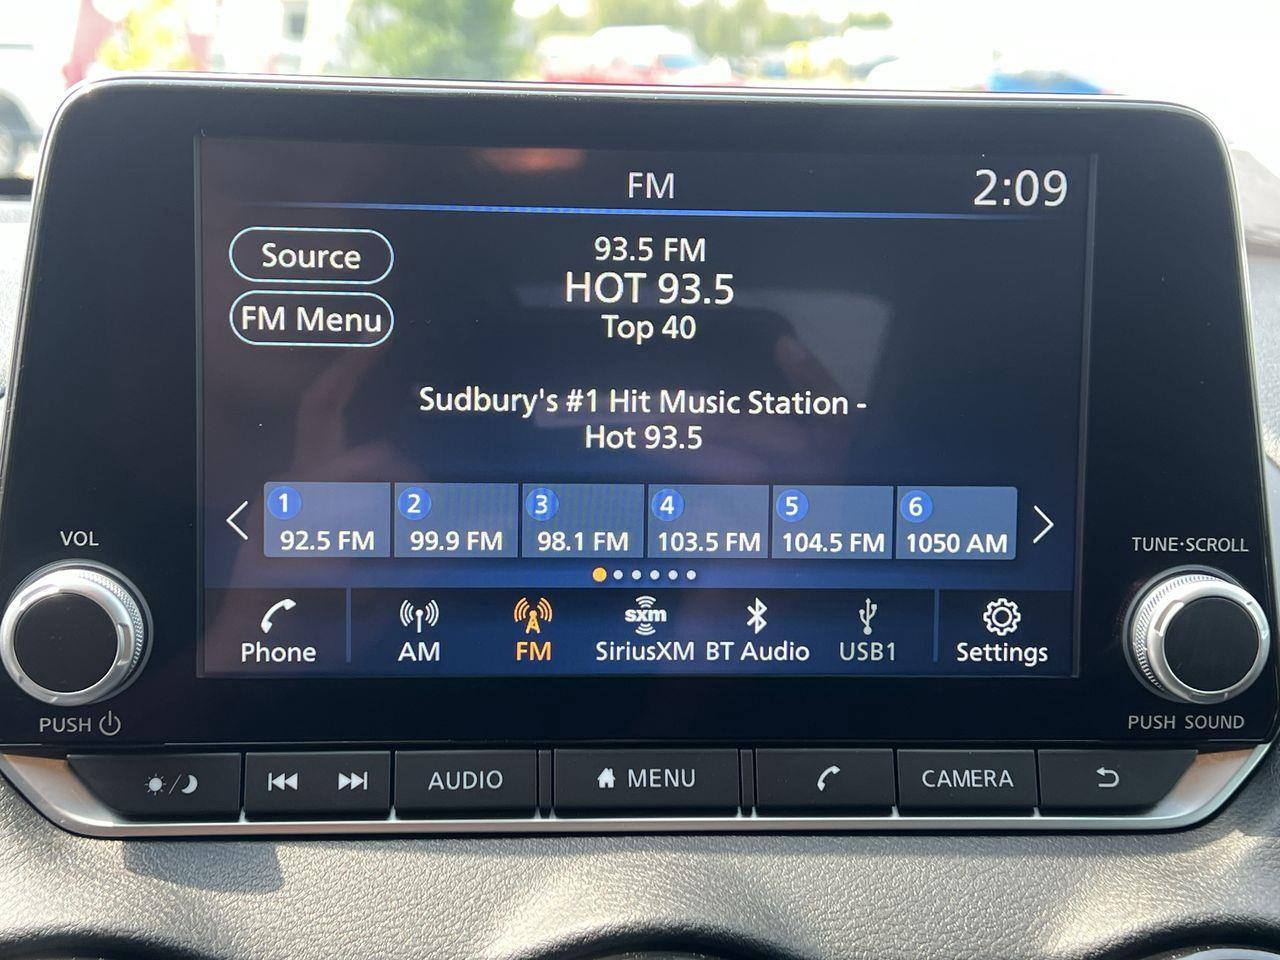 FM
2:09
Source
93.5 FM
HOT 93.5
FM Menu
Top 40
Sudbury's #1 Hit Music Station -
Hot 93.5
1 2 3 4 5 6
92.5 FM 99.9 FM 98.1 FM 103.5 FM 104.5 FM 1050 AM
VOL
TUNE·SCROLL
sxm
Phone AM FM SiriusXM BT Audio USB1 Settings
PUSH
PUSH SOUND
AUDIO MENU CAMERA